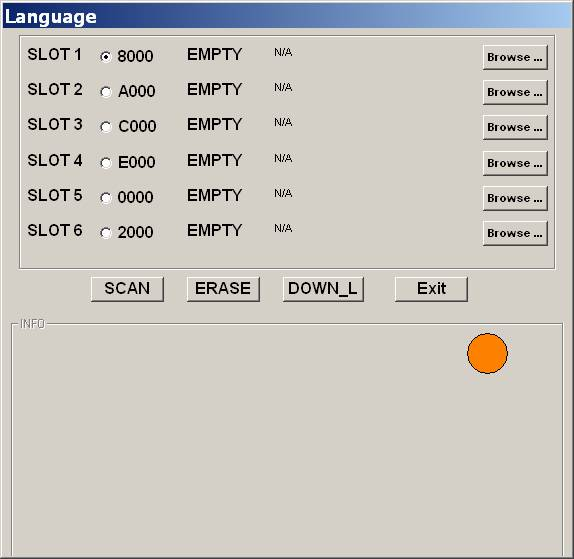 Language
SLOT 1 8000 EMPTY N/A Browse ...
SLOT 2 A000 EMPTY N/A Browse ...
SLOT 3 C000 EMPTY N/A Browse ...
SLOT 4 E000 EMPTY N/A Browse ...
SLOT 5 0000 EMPTY N/A Browse ...
SLOT 6 2000 EMPTY N/A Browse ...
SCAN ERASE DOWN_L Exit
INFO